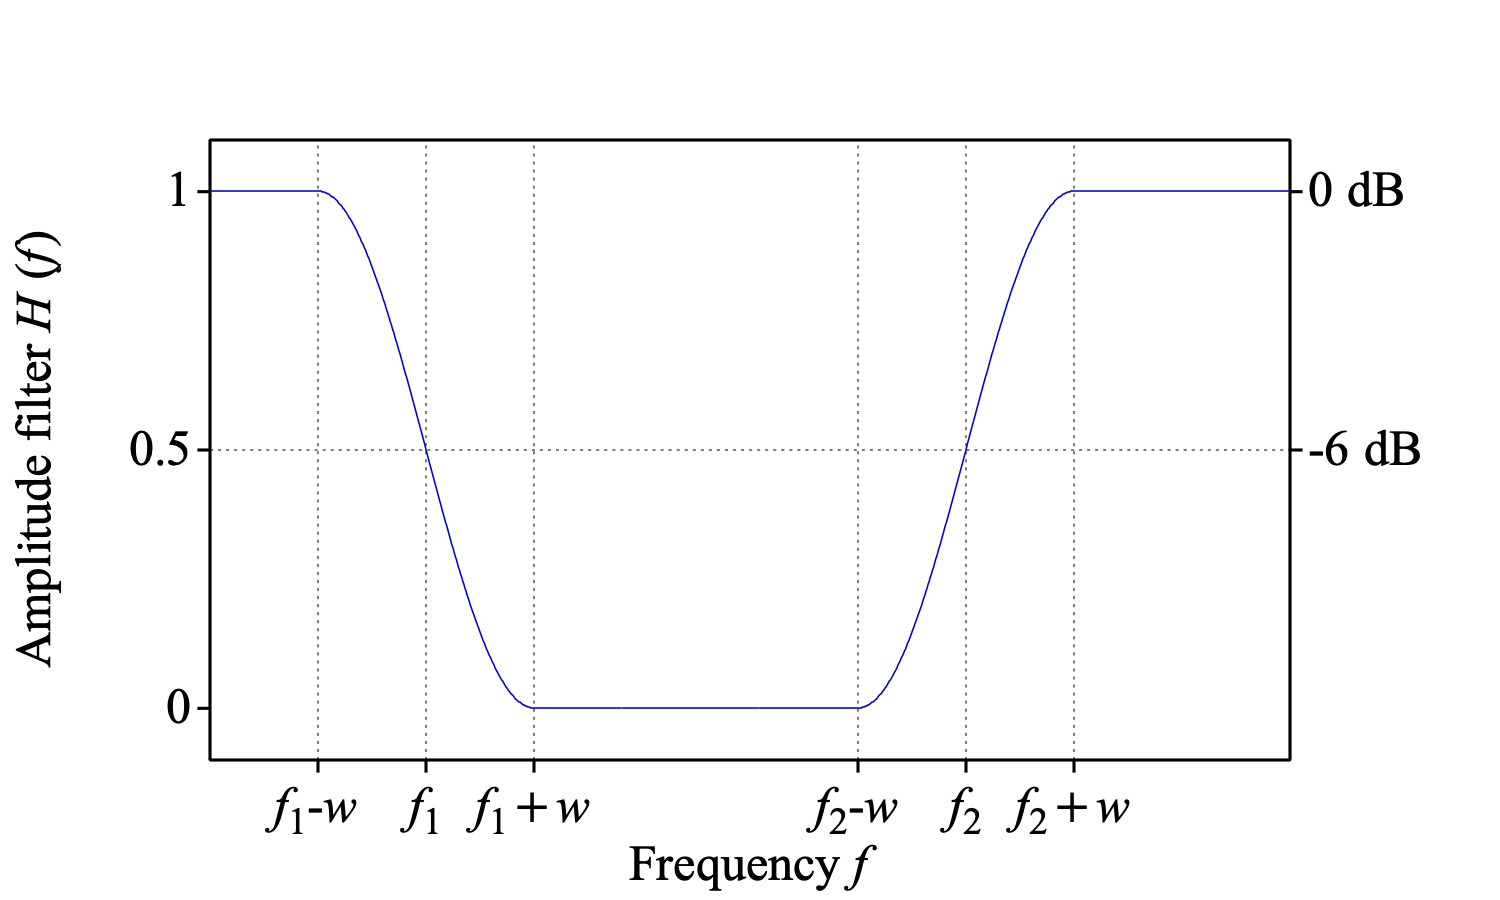 Amplitude filter H (f)
1
0 dB
0.5
-6 dB
0
f1-w f1 f1+w f2-w f2 f2+w
Frequency f